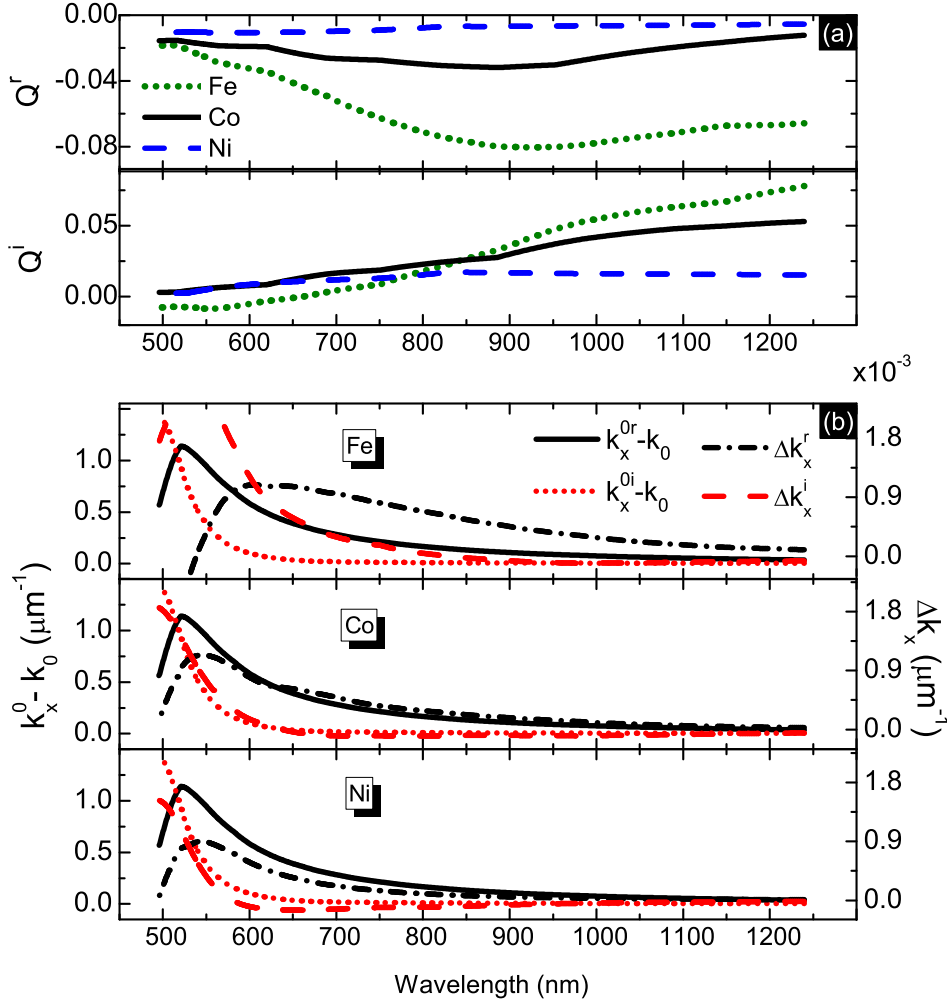 0.00
-0.04
-0.08
Q^r
(a)
Fe
Co
Ni
0.05
0.00
Q^i
500 600 700 800 900 1000 1100 1200
x10^-3
(b)
Fe
k_x^0r-k_0
Δk_x^r
k_x^0i-k_0
Δk_x^i
1.0
0.5
0.0
1.8
0.9
0.0
Co
1.0
0.5
0.0
1.8
0.9
0.0
k_x^0- k_0 (μm^-1)
Δk_x (μm^-1)
Ni
1.0
0.5
0.0
1.8
0.9
0.0
500 600 700 800 900 1000 1100 1200
Wavelength (nm)